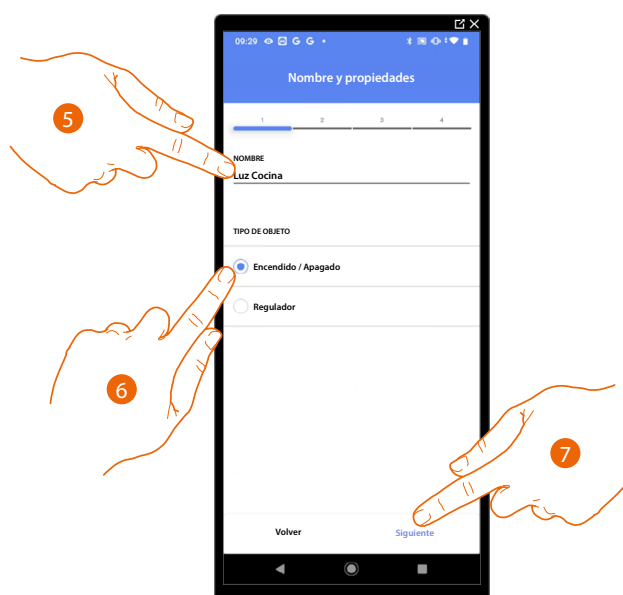 09:29 G G
Nombre y propiedades
1 2 3 4
5
NOMBRE
Luz Cocina
TIPO DE OBJETO
Encendido / Apagado
Regulador
6
7
Volver Siguiente